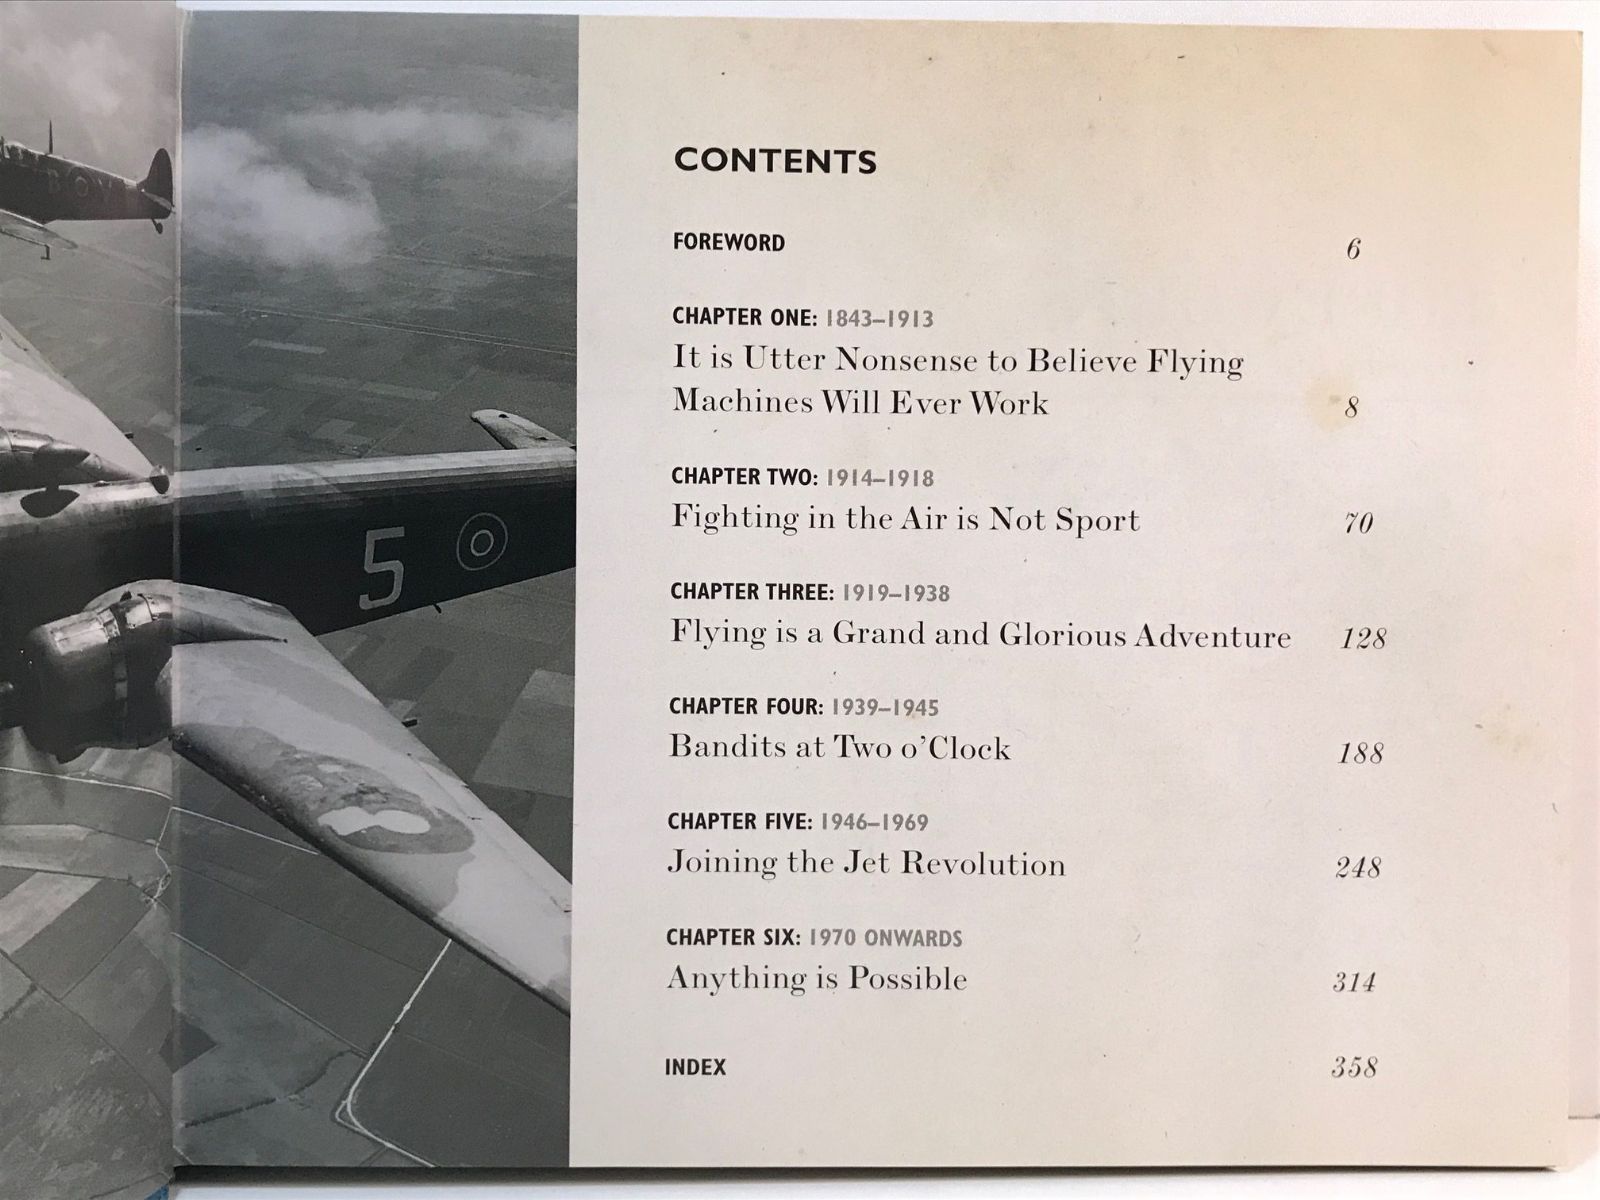 CONTENTS
FOREWORD 6
CHAPTER ONE: 1843–1913
It is Utter Nonsense to Believe Flying
Machines Will Ever Work 8
CHAPTER TWO: 1914–1918
Fighting in the Air is Not Sport 70
CHAPTER THREE: 1919–1938
Flying is a Grand and Glorious Adventure 128
CHAPTER FOUR: 1939–1945
Bandits at Two o'Clock 188
CHAPTER FIVE: 1946–1969
Joining the Jet Revolution 248
CHAPTER SIX: 1970 ONWARDS
Anything is Possible 314
INDEX 358
5